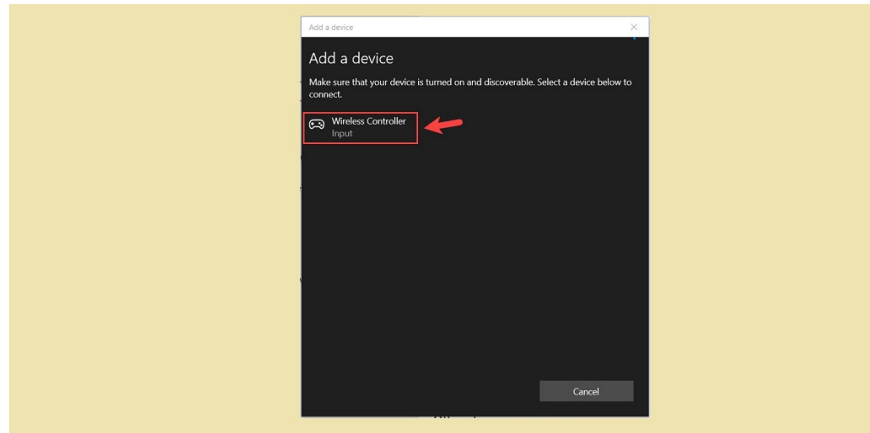 Add a device
Add a device
Make sure that your device is turned on and discoverable. Select a device below to
connect.
Wireless Controller
Input
Cancel